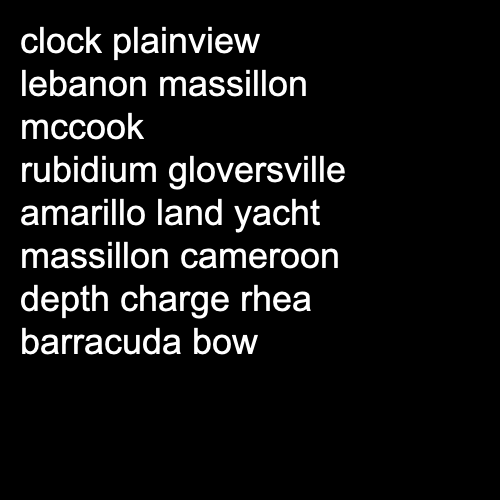 clock plainview
lebanon massillon
mccook
rubidium gloversville
amarillo land yacht
massillon cameroon
depth charge rhea
barracuda bow